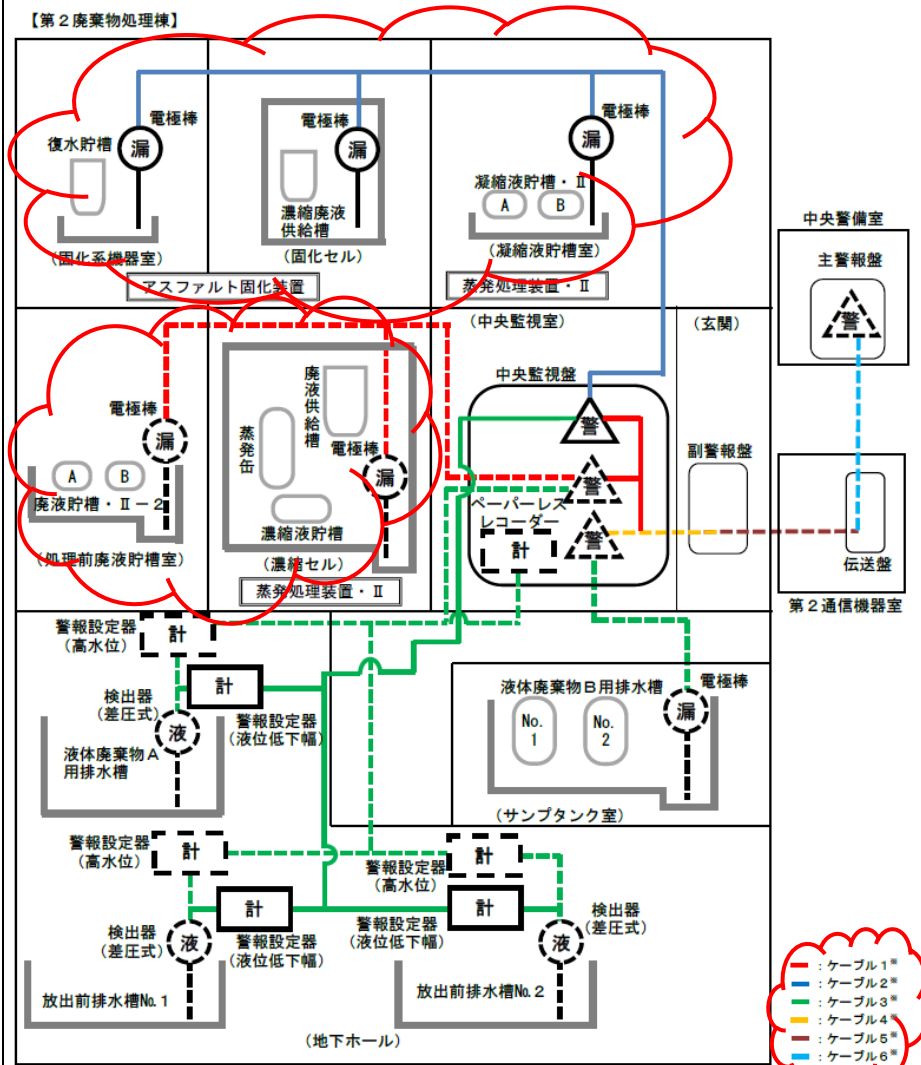 【第２廃棄物処理棟】
電極棒
漏
復水貯槽
(固化系機器室)
電極棒
漏
濃縮廃液
供給槽
(固化セル)
アスファルト固化装置
電極棒
漏
凝縮液貯槽・Ⅱ
A
B
(凝縮液貯槽室)
蒸発処理装置・Ⅱ
中央警備室
主警報盤
警
電極棒
漏
A
B
廃液貯槽・Ⅱ－２
(処理前廃液貯槽室)
廃液供給槽
蒸発缶
電極棒
漏
濃縮液貯槽
(濃縮セル)
蒸発処理装置・Ⅱ
(中央監視室)
中央監視盤
警
警
ペーパーレス
レコーダー
計
警
(玄関)
副警報盤
伝送盤
第２通信機器室
警報設定器
(高水位)
計
計
警報設定器
(液位低下幅)
検出器
(差圧式)
液
液体廃棄物Ａ
用排水槽
液体廃棄物Ｂ用排水槽
電極棒
漏
No.
1
No.
2
(サンプタンク室)
警報設定器
(高水位)
計
計
警報設定器
(液位低下幅)
検出器
(差圧式)
液
放出前排水槽No.1
計
警報設定器
(高水位)
計
警報設定器
(液位低下幅)
検出器
(差圧式)
液
放出前排水槽No.2
(地下ホール)
：ケーブル１※
：ケーブル２※
：ケーブル３※
：ケーブル４※
：ケーブル５※
：ケーブル６※